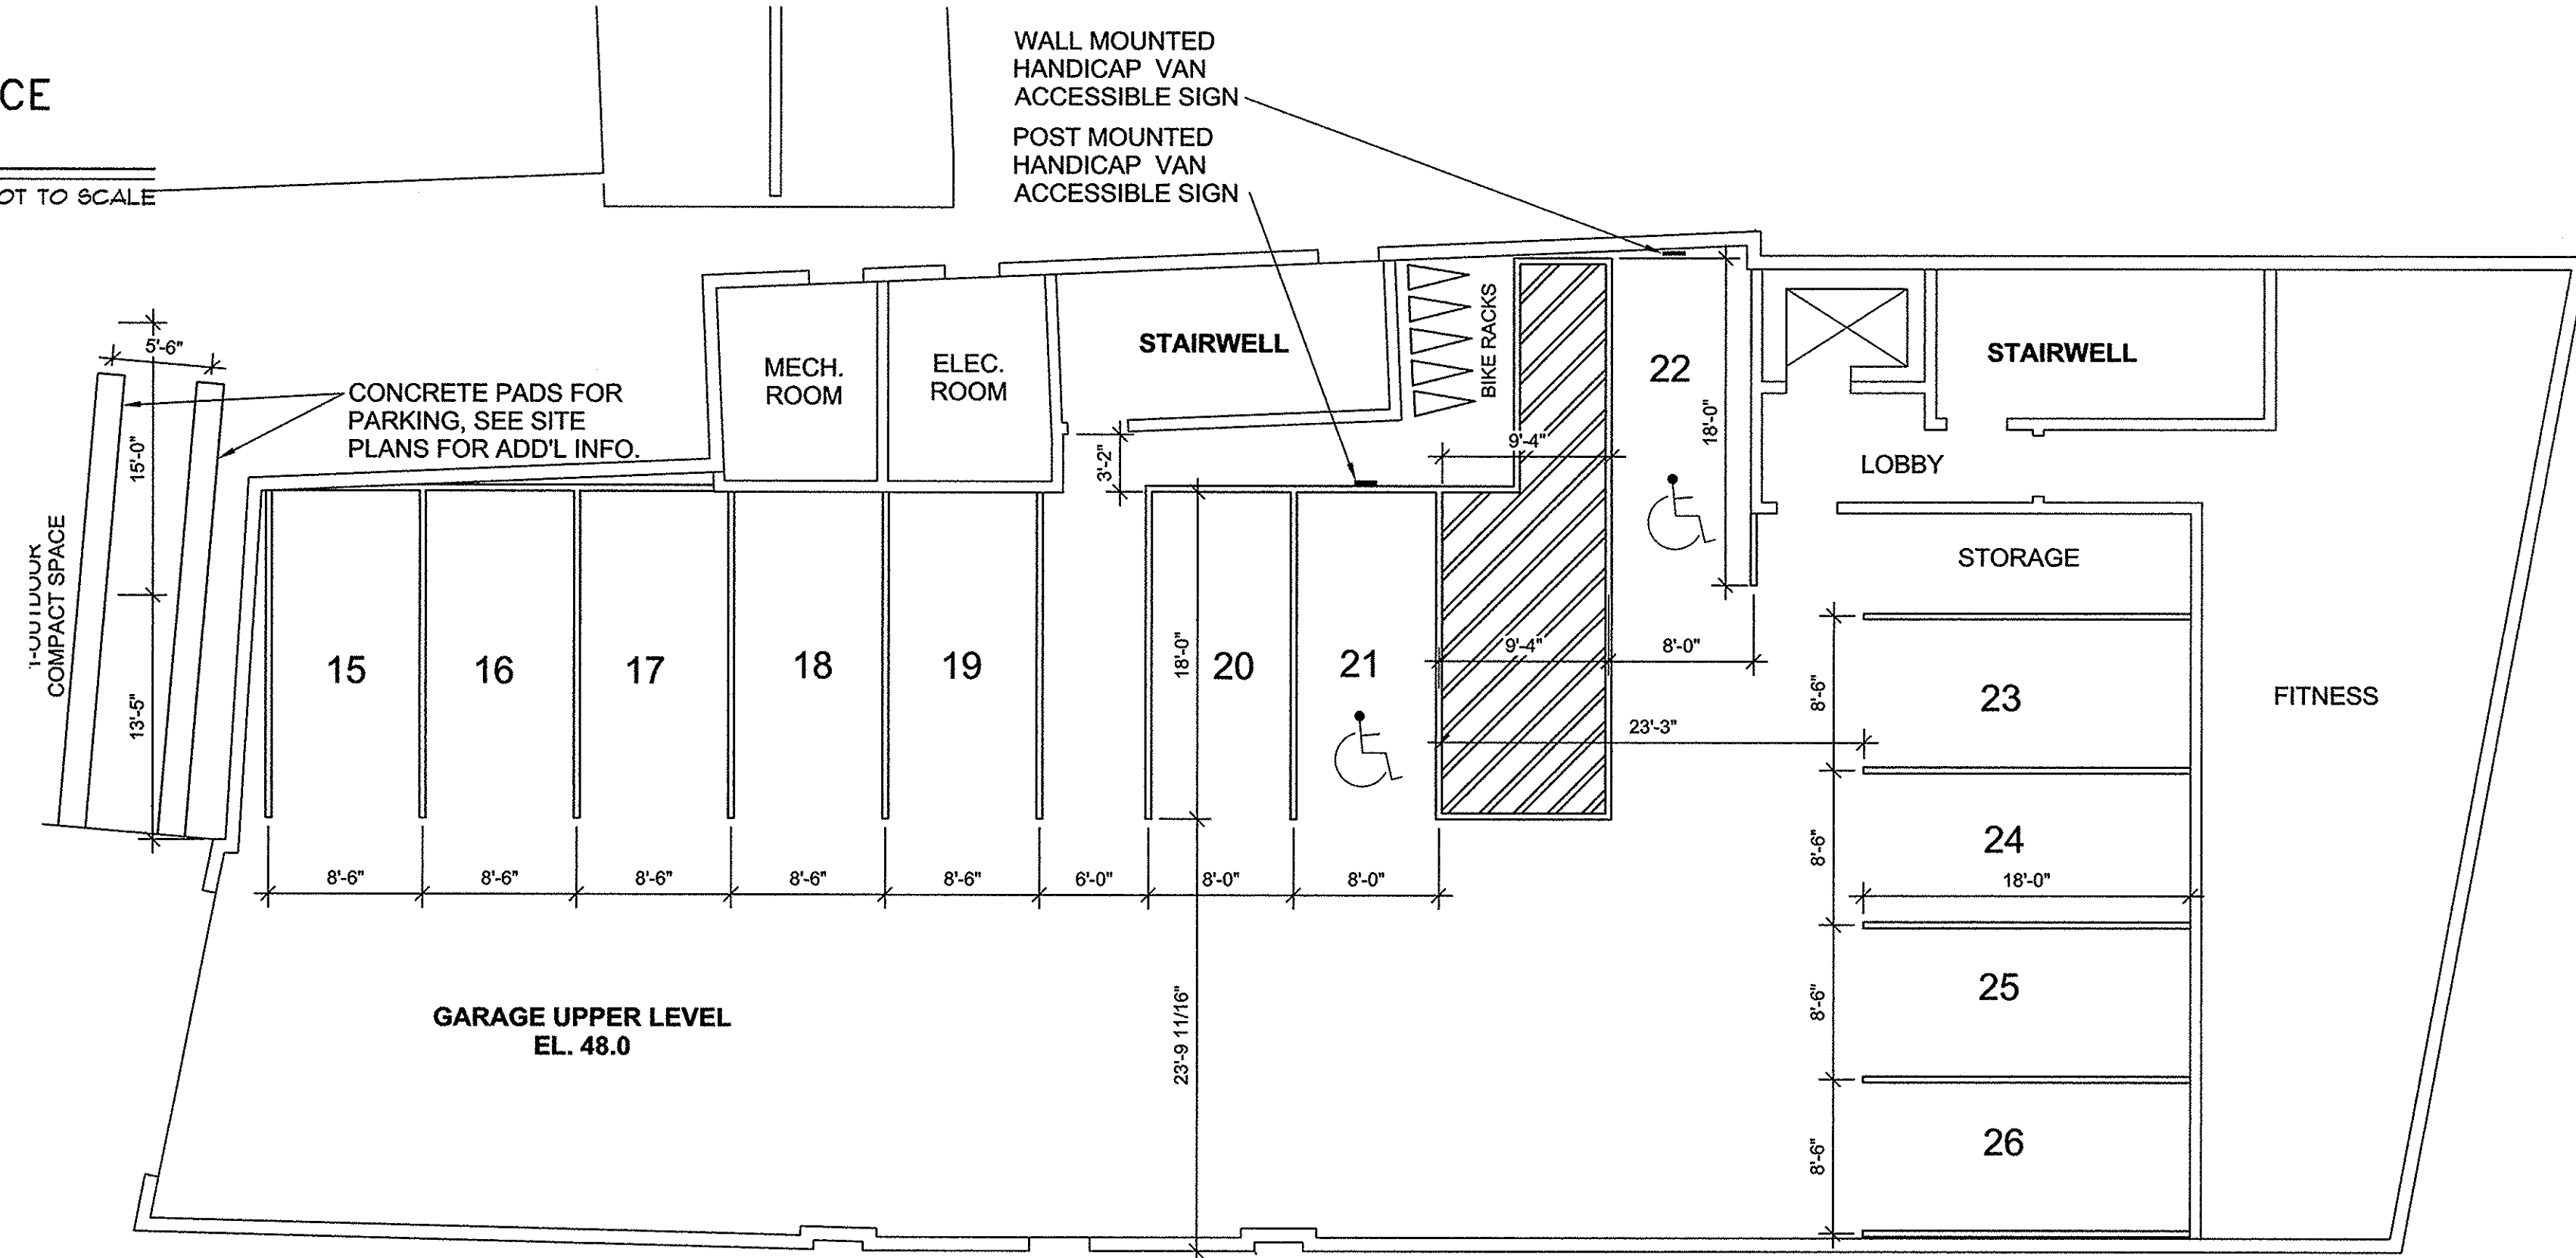 CE
OT TO SCALE
WALL MOUNTED
HANDICAP VAN
ACCESSIBLE SIGN
POST MOUNTED
HANDICAP VAN
ACCESSIBLE SIGN
5'-6"
CONCRETE PADS FOR
PARKING, SEE SITE
PLANS FOR ADD'L INFO.
15'-0"
13'-5"
1-OUTDOOR
COMPACT SPACE
MECH.
ROOM
ELEC.
ROOM
STAIRWELL
BIKE RACKS
22
18'-0"
STAIRWELL
3'-2"
9'-4"
LOBBY
STORAGE
15
16
17
18
19
18'-0"
20
21
9'-4"
8'-0"
23'-3"
8'-6"
23
FITNESS
8'-6"
24
18'-0"
8'-6"
8'-6"
8'-6"
8'-6"
8'-6"
6'-0"
8'-0"
8'-0"
GARAGE UPPER LEVEL
EL. 48.0
23'-9 11/16"
8'-6"
25
8'-6"
26